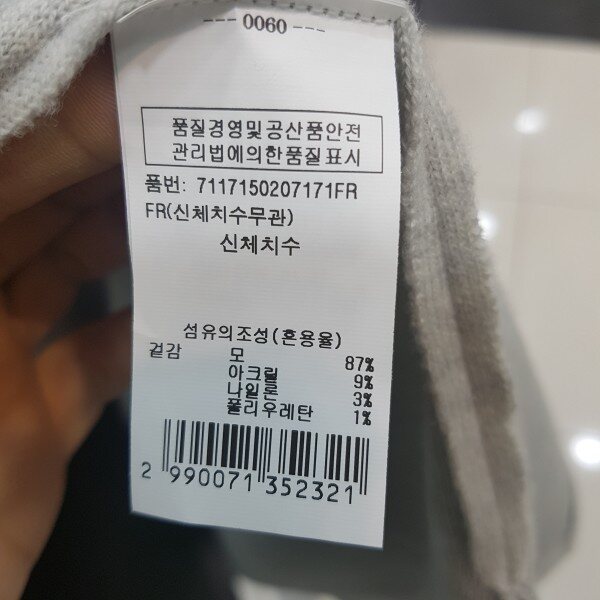 --- 0060 ---
품질경영및공산품안전
관리법에의한품질표시
품번: 7117150207171FR
FR(신체치수무관)
신체치수
섬유의조성(혼용율)
겉감 모 87%
아크릴 9%
나일론 3%
폴리우레탄 1%
2 990071 352321